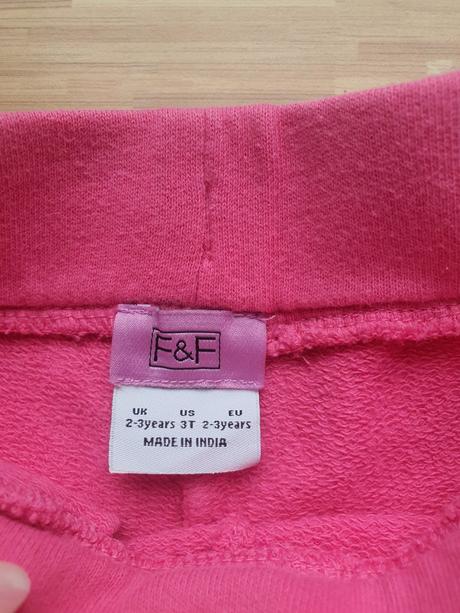 F&F
UK US EU
2-3years 3T 2-3years
MADE IN INDIA